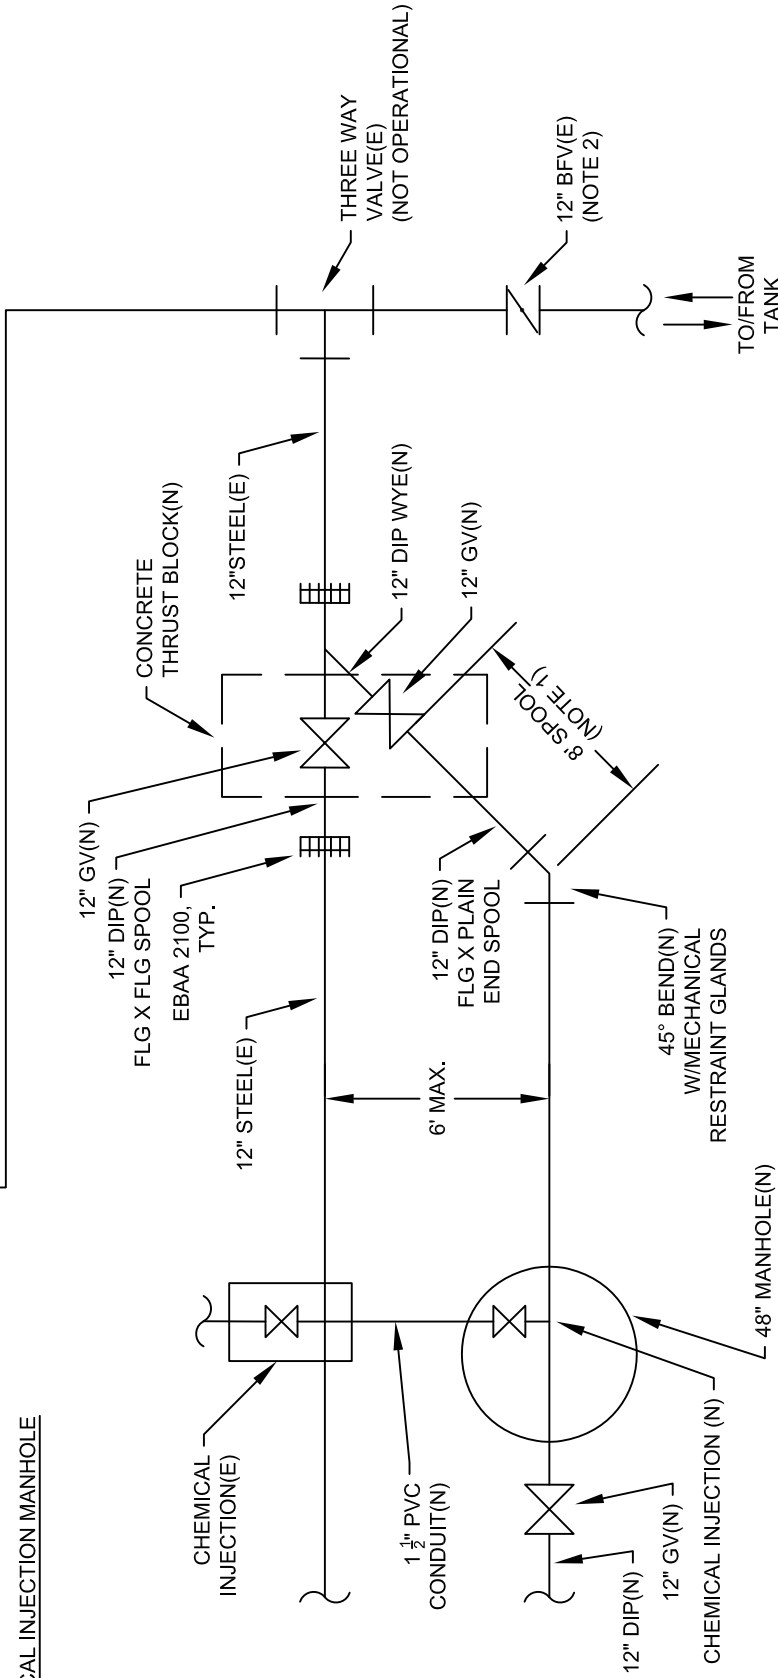 CAL INJECTION MANHOLE
THREE WAY
VALVE(E)
(NOT OPERATIONAL)
12" BFV(E)
(NOTE 2)
TO/FROM
TANK
12"STEEL(E)
CONCRETE
THRUST BLOCK(N)
12" DIP WYE(N)
12" GV(N)
8'SPOOL
(NOTE 1)
12" GV(N)
12" DIP(N)
FLG X FLG SPOOL
EBAA 2100,
TYP.
12" DIP(N)
FLG X PLAIN
END SPOOL
45° BEND(N)
W/MECHANICAL
RESTRAINT GLANDS
12" STEEL(E)
6' MAX.
48" MANHOLE(N)
CHEMICAL
INJECTION(E)
1 1/2" PVC
CONDUIT(N)
CHEMICAL INJECTION (N)
12" GV(N)
12" DIP(N)